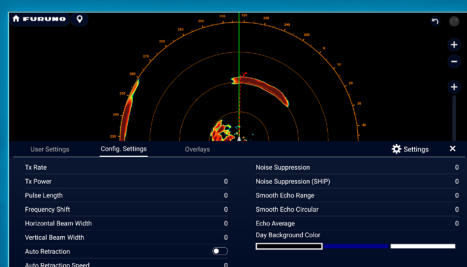 FURUNO
User Settings
Config. Settings
Overlays
Settings
Tx Rate
Tx Power 0
Pulse Length 0
Frequency Shift 0
Horizontal Beam Width 0
Vertical Beam Width 0
Auto Retraction
Auto Retraction Speed 0
Noise Suppression 0
Noise Suppression (SHIP) 0
Smooth Echo Range 0
Smooth Echo Circular 0
Echo Average 0
Day Background Color